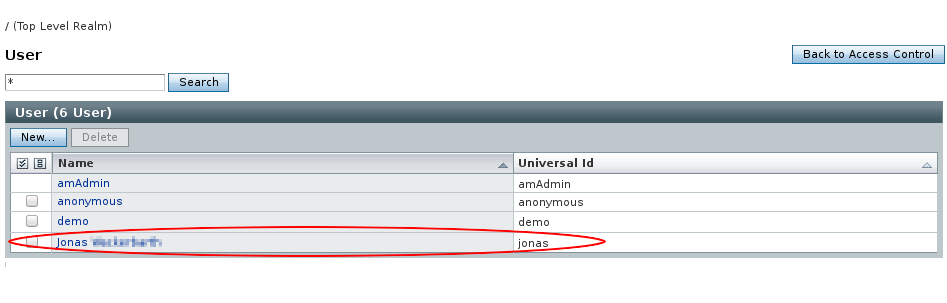 / (Top Level Realm)
User
Back to Access Control
*
Search
User (6 User)
New...
Delete
Name
Universal Id
amAdmin
amAdmin
anonymous
anonymous
demo
demo
Jonas
jonas